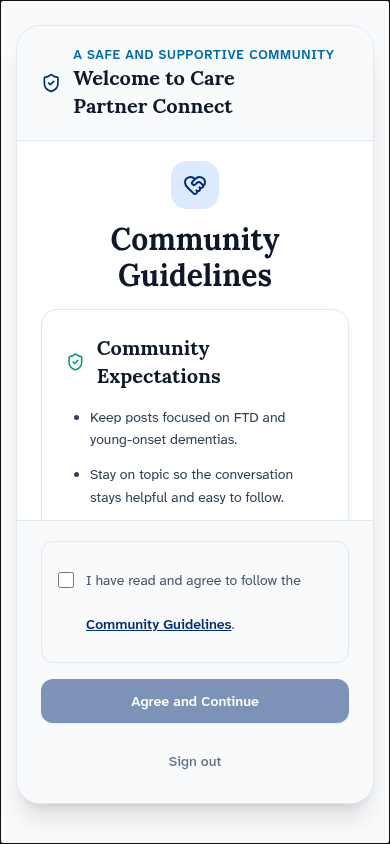 A SAFE AND SUPPORTIVE COMMUNITY
Welcome to Care
Partner Connect
Community
Guidelines
Community
Expectations
Keep posts focused on FTD and
young-onset dementias.
Stay on topic so the conversation
stays helpful and easy to follow.
I have read and agree to follow the
Community Guidelines.
Agree and Continue
Sign out